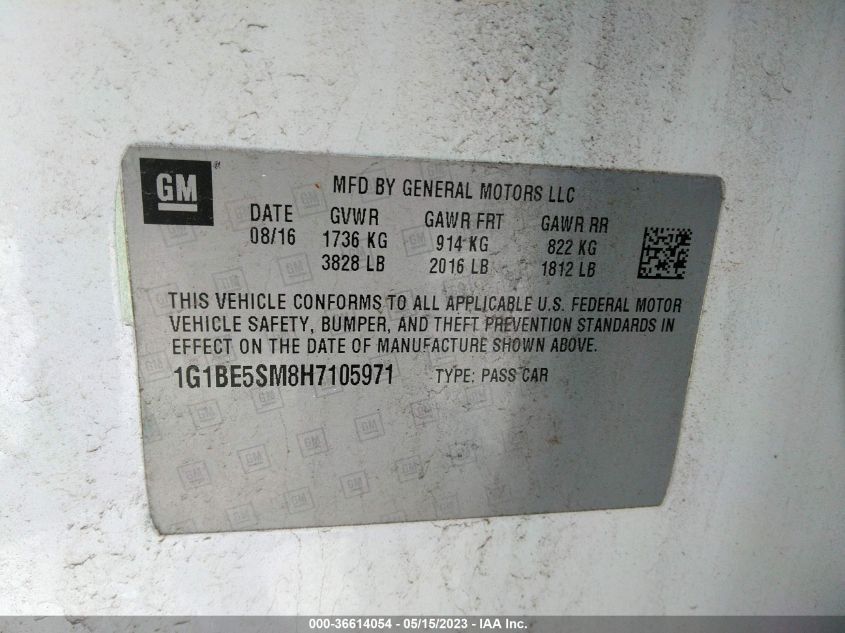 GM
MFD BY GENERAL MOTORS LLC
DATE GVWR GAWR FRT GAWR RR
08/16 1736 KG 914 KG 822 KG
3828 LB 2016 LB 1812 LB
THIS VEHICLE CONFORMS TO ALL APPLICABLE U.S. FEDERAL MOTOR
VEHICLE SAFETY, BUMPER, AND THEFT PREVENTION STANDARDS IN
EFFECT ON THE DATE OF MANUFACTURE SHOWN ABOVE.
1G1BE5SM8H7105971 TYPE: PASS CAR
000-36614054 - 05/15/2023 - IAA Inc.